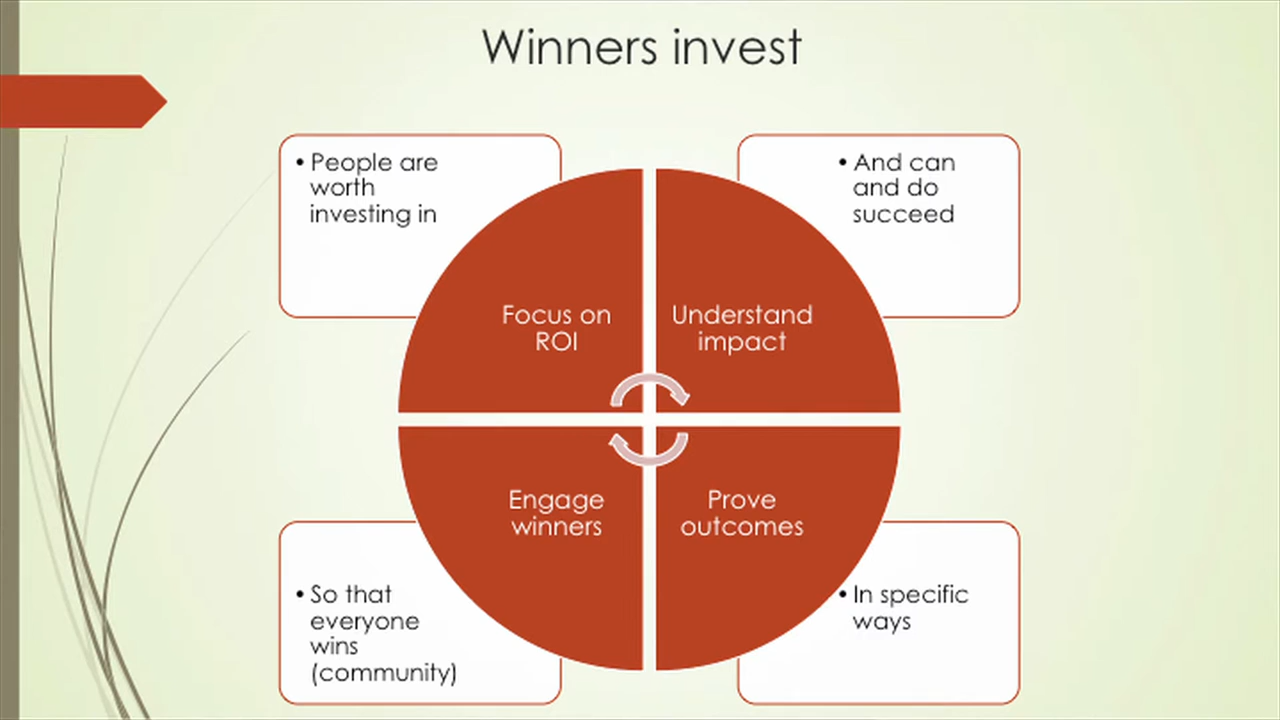 Winners invest
• People are
worth
investing in
• And can
and do
succeed
Focus on
ROI
Understand
impact
Engage
winners
Prove
outcomes
• So that
everyone
wins
(community)
• In specific
ways